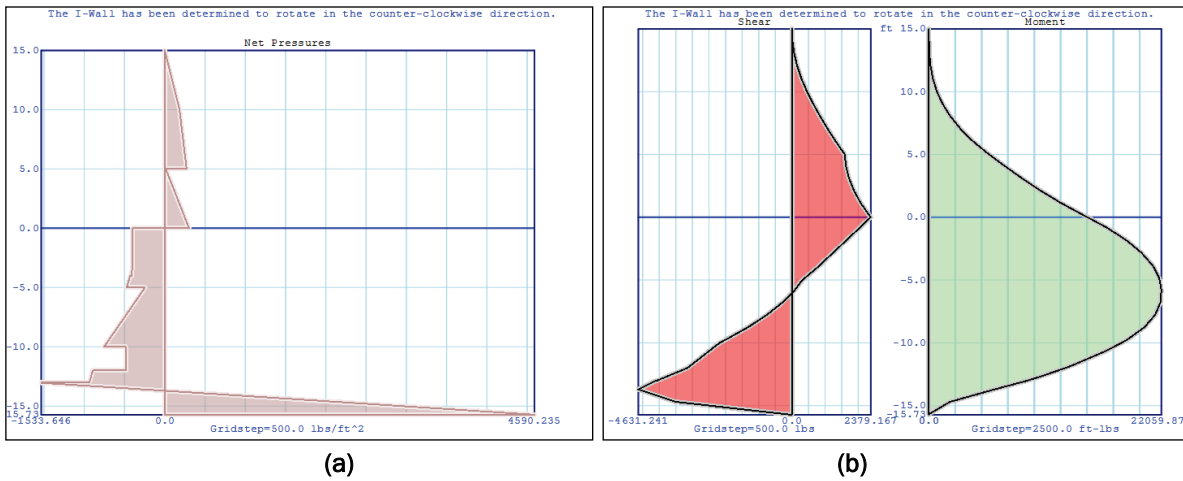 The I-Wall has been determined to rotate in the counter-clockwise direction.
Net Pressures
15.0
10.0
5.0
0.0
-5.0
-10.0
-15.0
15.73
-1533.646 0.0 4590.235
Gridstep=500.0 lbs/ft^2
(a)
The I-Wall has been determined to rotate in the counter-clockwise direction.
Shear ft Moment
15.0
10.0
5.0
0.0
-5.0
-10.0
-15.0
-15.73
-4631.241 0.0 2379.167 0.0 22059.87
Gridstep=500.0 lbs Gridstep=2500.0 ft-lbs
(b)